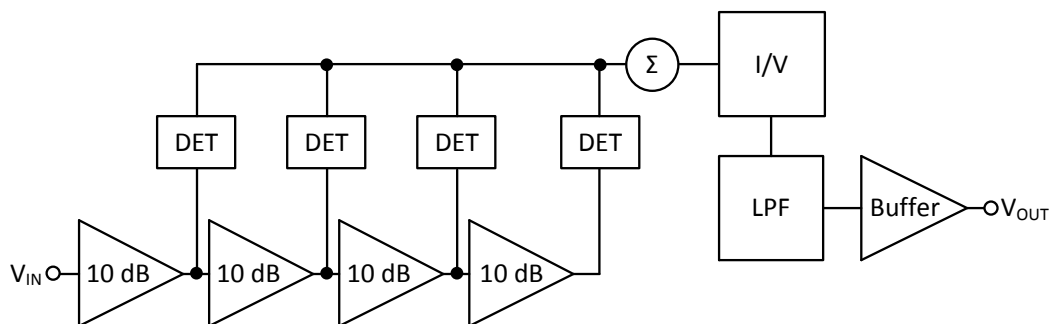 Σ
I/V
DET
DET
DET
DET
LPF
Buffer
VOUT
VIN
10 dB
10 dB
10 dB
10 dB